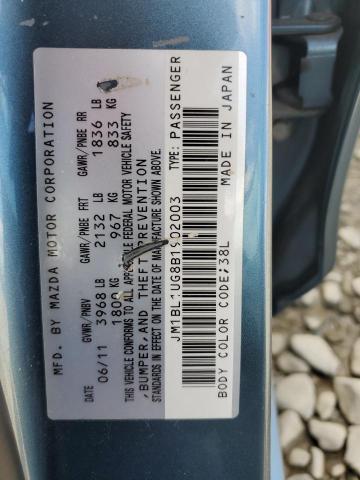 MFD. BY MAZDA MOTOR CORPORATION
DATE GVWR/PNBV GAWR/PNBE FRT GAWR/PNBE RR
06/11 3968 LB 2132 LB 1836 LB
1800 KG 967 KG 833 KG
THIS VEHICLE CONFORMS TO ALL APPLICABLE FEDERAL MOTOR VEHICLE SAFETY
,BUMPER,AND THEFT PREVENTION
STANDARDS IN EFFECT ON THE DATE OF MANUFACTURE SHOWN ABOVE.
JM1BL1UG8B1902003 TYPE: PASSENGER
BODY COLOR CODE;38L MADE IN JAPAN